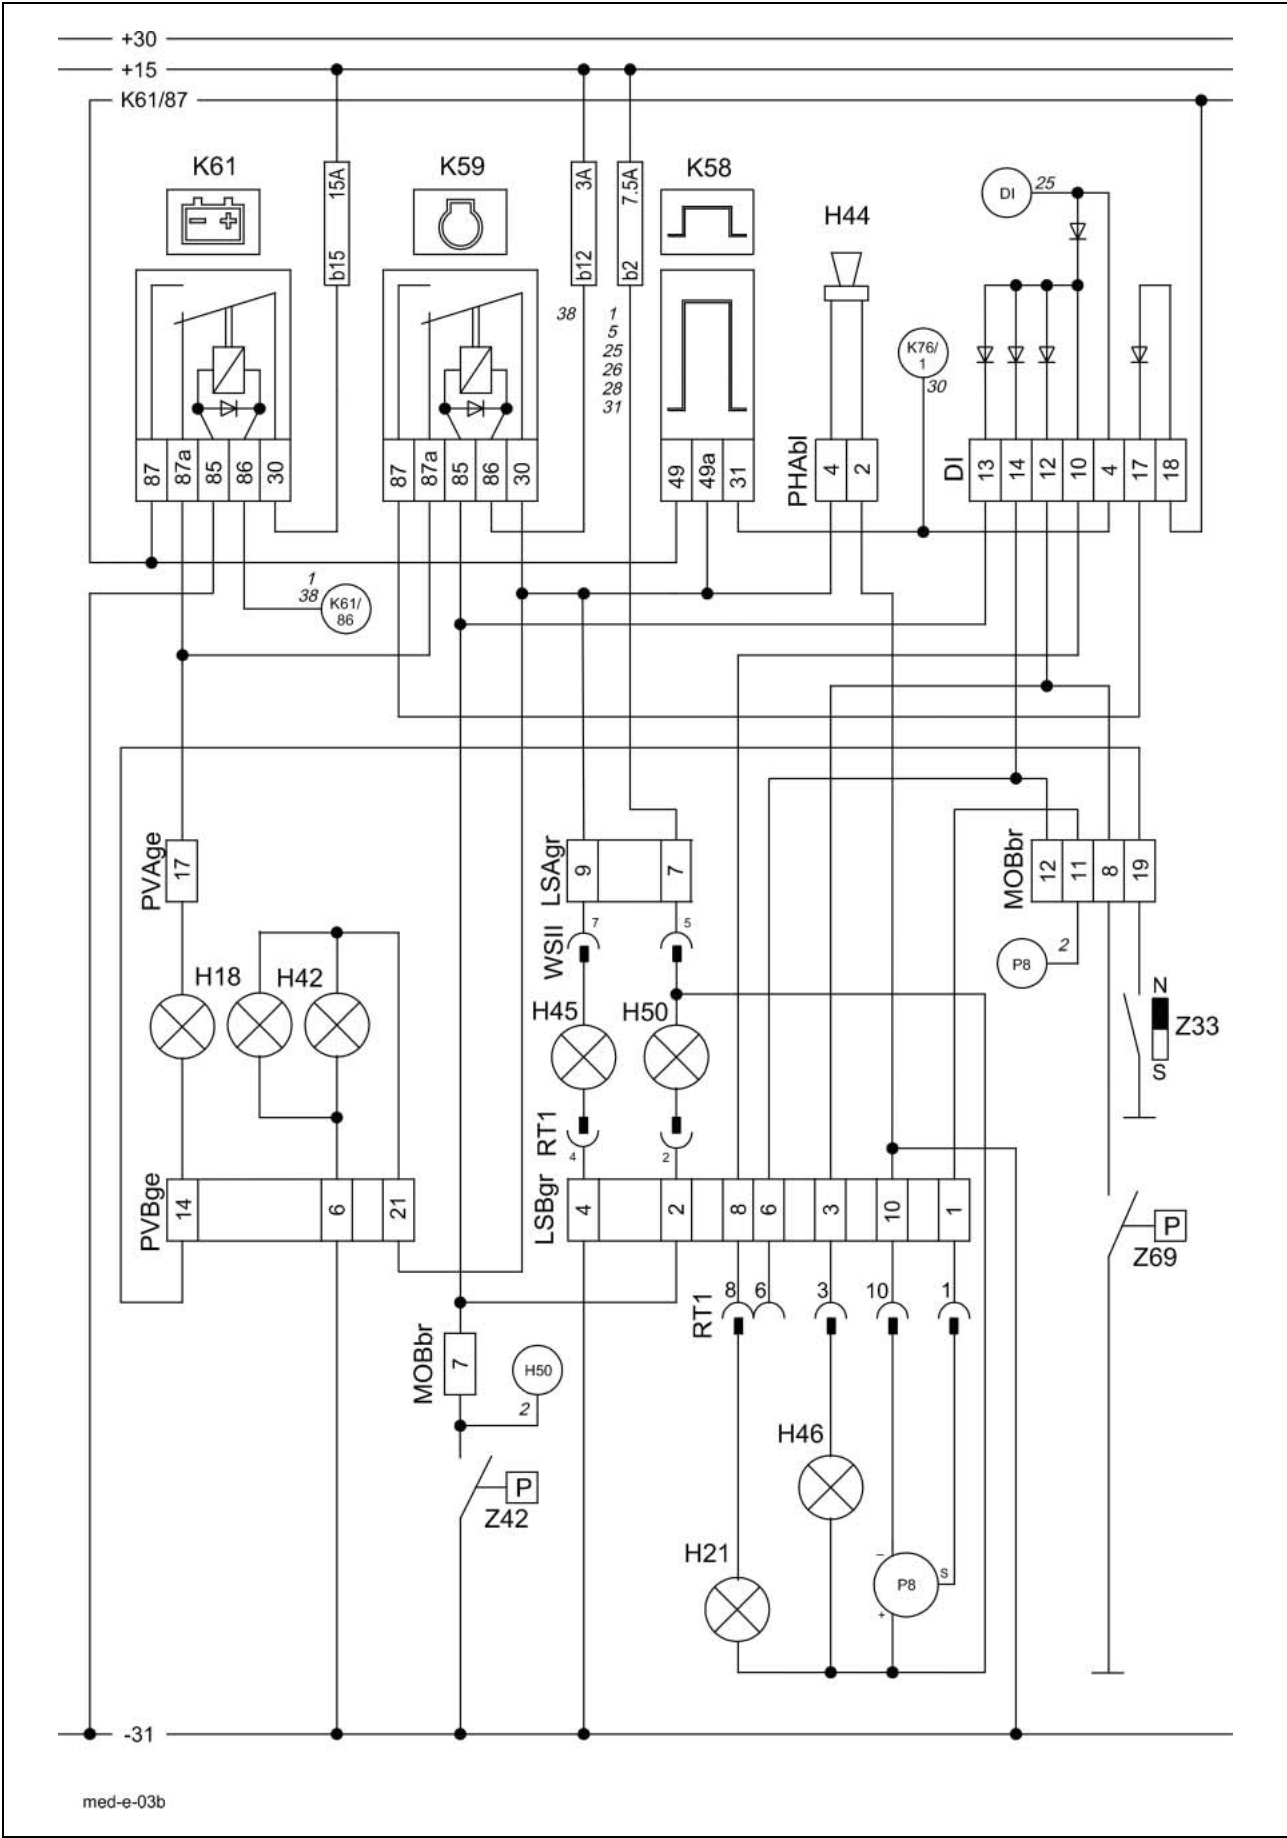 +30
+15
K61/87
K61
15A
b15
K59
3A
b12
38
7.5A
b2
1
5
25
26
28
31
K58
H44
DI
25
K76/
1
30
87
87a
85
86
30
87
87a
85
86
30
49
49a
31
PHAbl
4
2
DI
13
14
12
10
4
17
18
1
38
K61/
86
PVAge
17
LSAgr
9
7
MOBbr
12
11
8
19
WSII
7
5
P8
2
H18
H42
H45
H50
N
Z33
S
RT1
4
2
PVBge
14
6
21
LSBgr
4
2
8
6
3
10
1
P
Z69
RT1
8
6
3
10
1
MOBbr
7
H50
2
P
Z42
H46
H21
–
P8
S
+
-31
med-e-03b